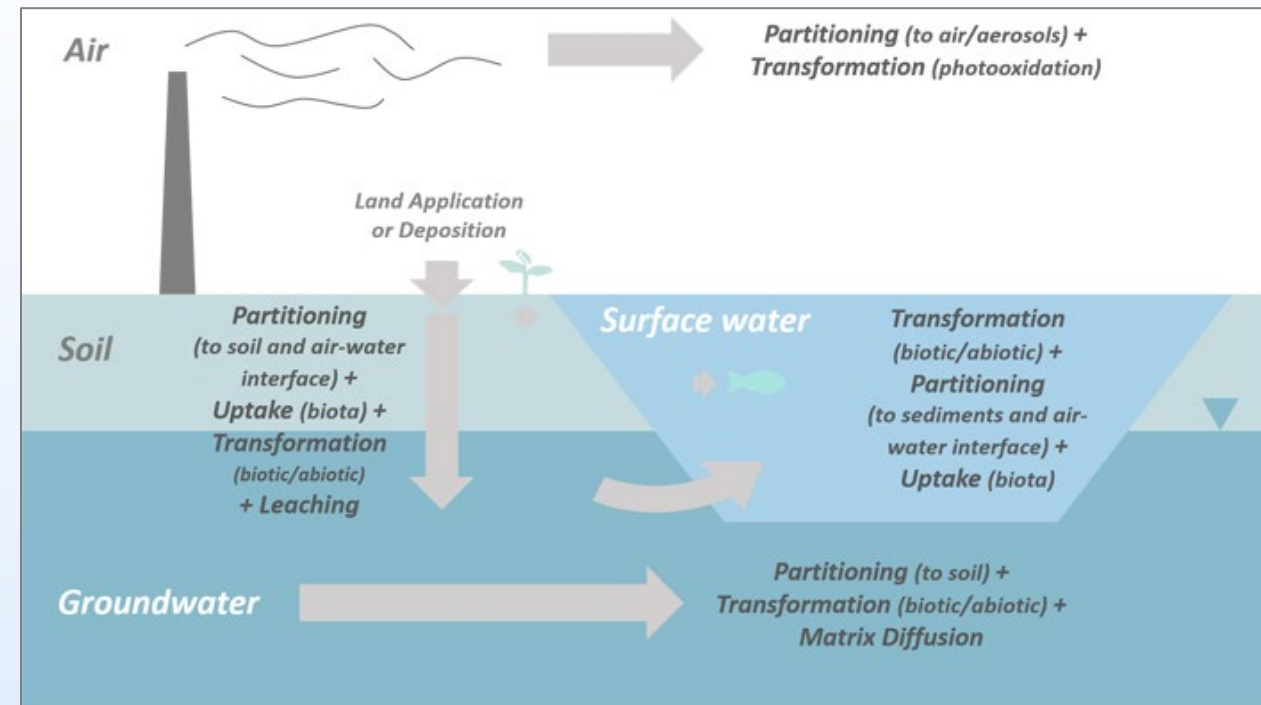 Air
Partitioning (to air/aerosols) +
Transformation (photooxidation)
Land Application
or Deposition
Soil
Partitioning
(to soil and air-water
interface) +
Uptake (biota) +
Transformation
(biotic/abiotic)
+ Leaching
Surface water
Transformation
(biotic/abiotic) +
Partitioning
(to sediments and air-
water interface) +
Uptake (biota)
Groundwater
Partitioning (to soil) +
Transformation (biotic/abiotic) +
Matrix Diffusion